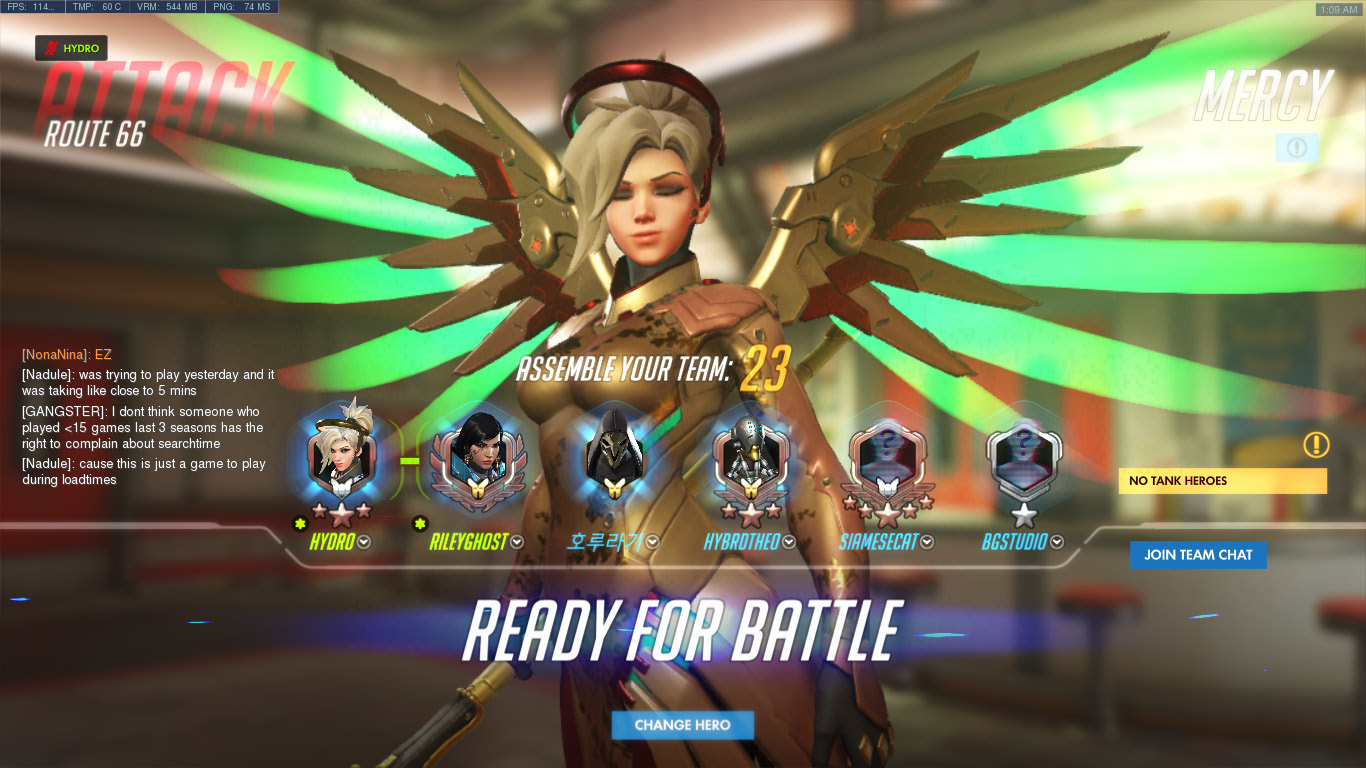 FPS: 114... TMP: 60 C VRM: 544 MB PNG: 74 MS
1:09 AM
HYDRO
ATTACK
ROUTE 66
MERCY
[NonaNina]: EZ
[Nadule]: was trying to play yesterday and it
was taking like close to 5 mins
[GANGSTER]: I dont think someone who
played <15 games last 3 seasons has the
right to complain about searchtime
[Nadule]: cause this is just a game to play
during loadtimes
ASSEMBLE YOUR TEAM: 23
NO TANK HEROES
HYDRO RILEYGHOST 호루라기 HYBROTHEO SIAMESECAT BGSTUDIO
JOIN TEAM CHAT
READY FOR BATTLE
CHANGE HERO